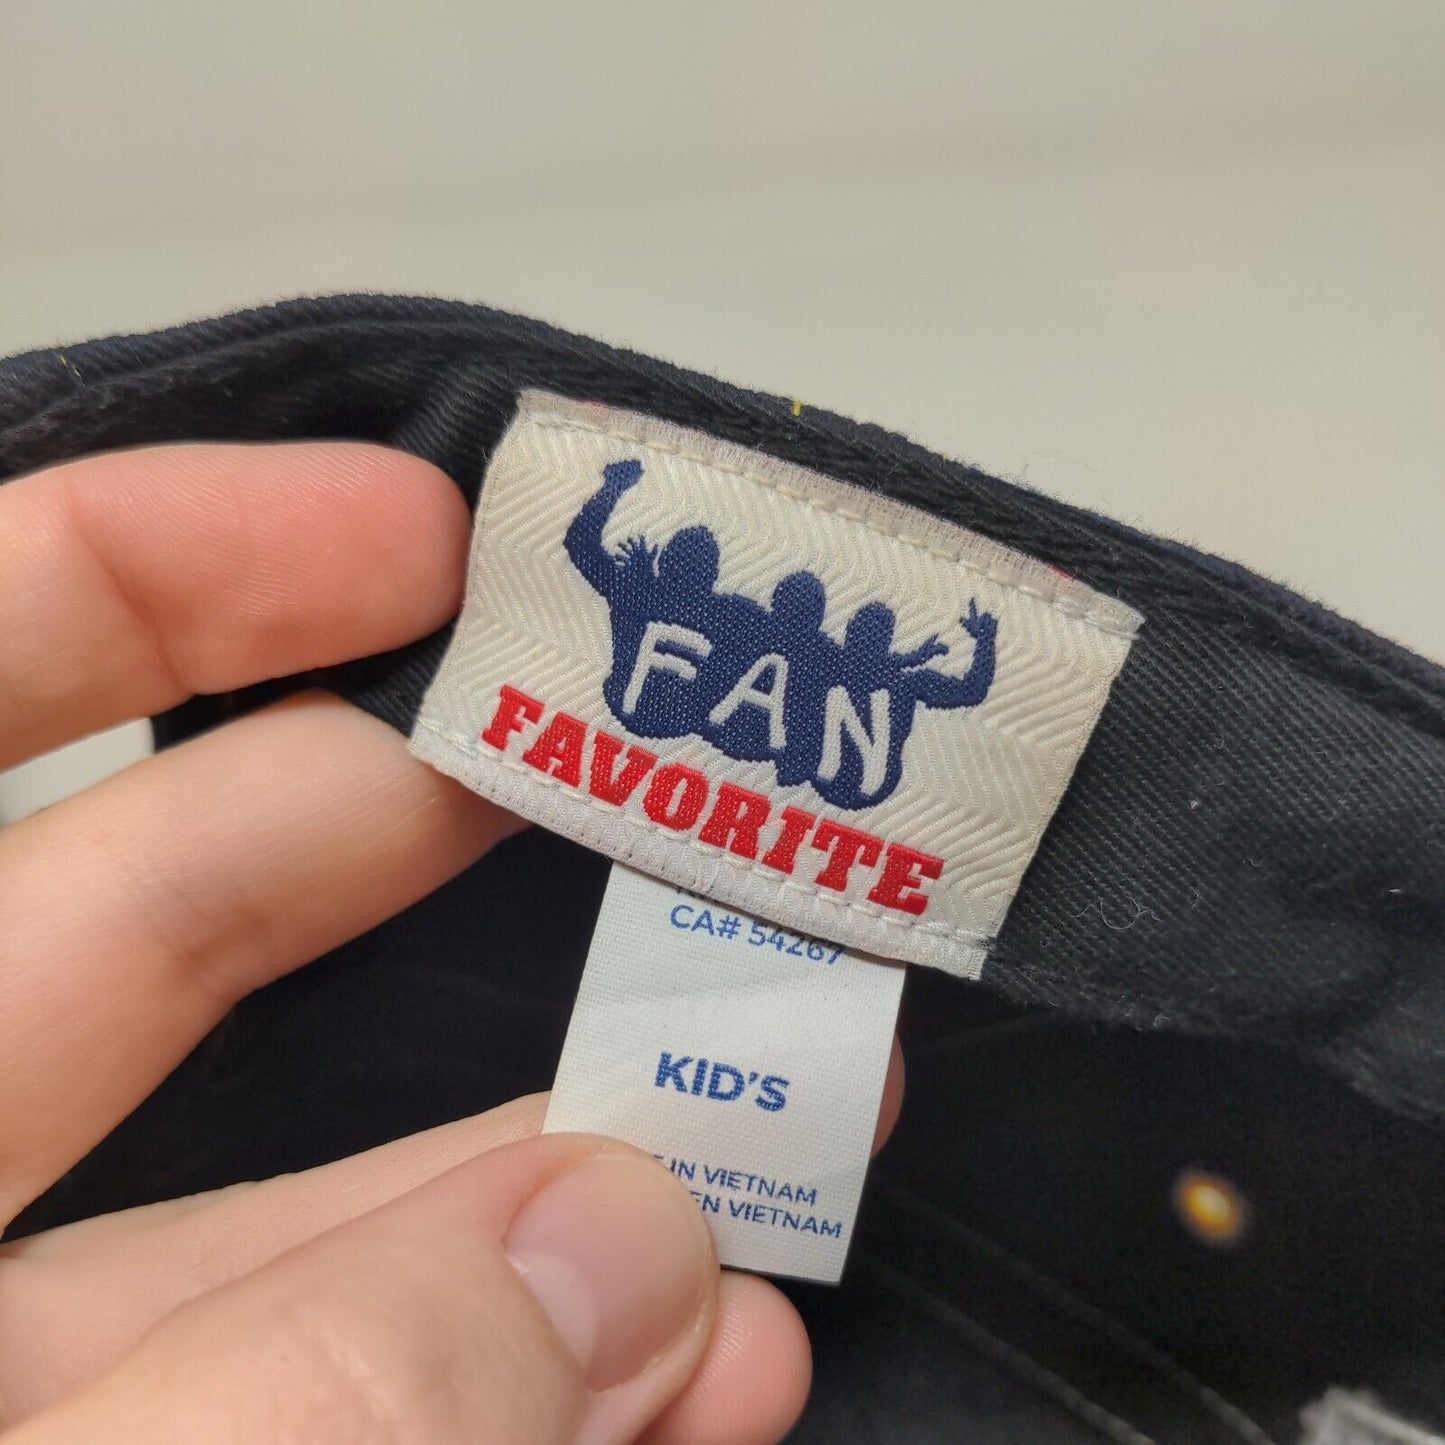 FAN
FAVORITE
CA# 54267
KID'S
IN VIETNAM
EN VIETNAM